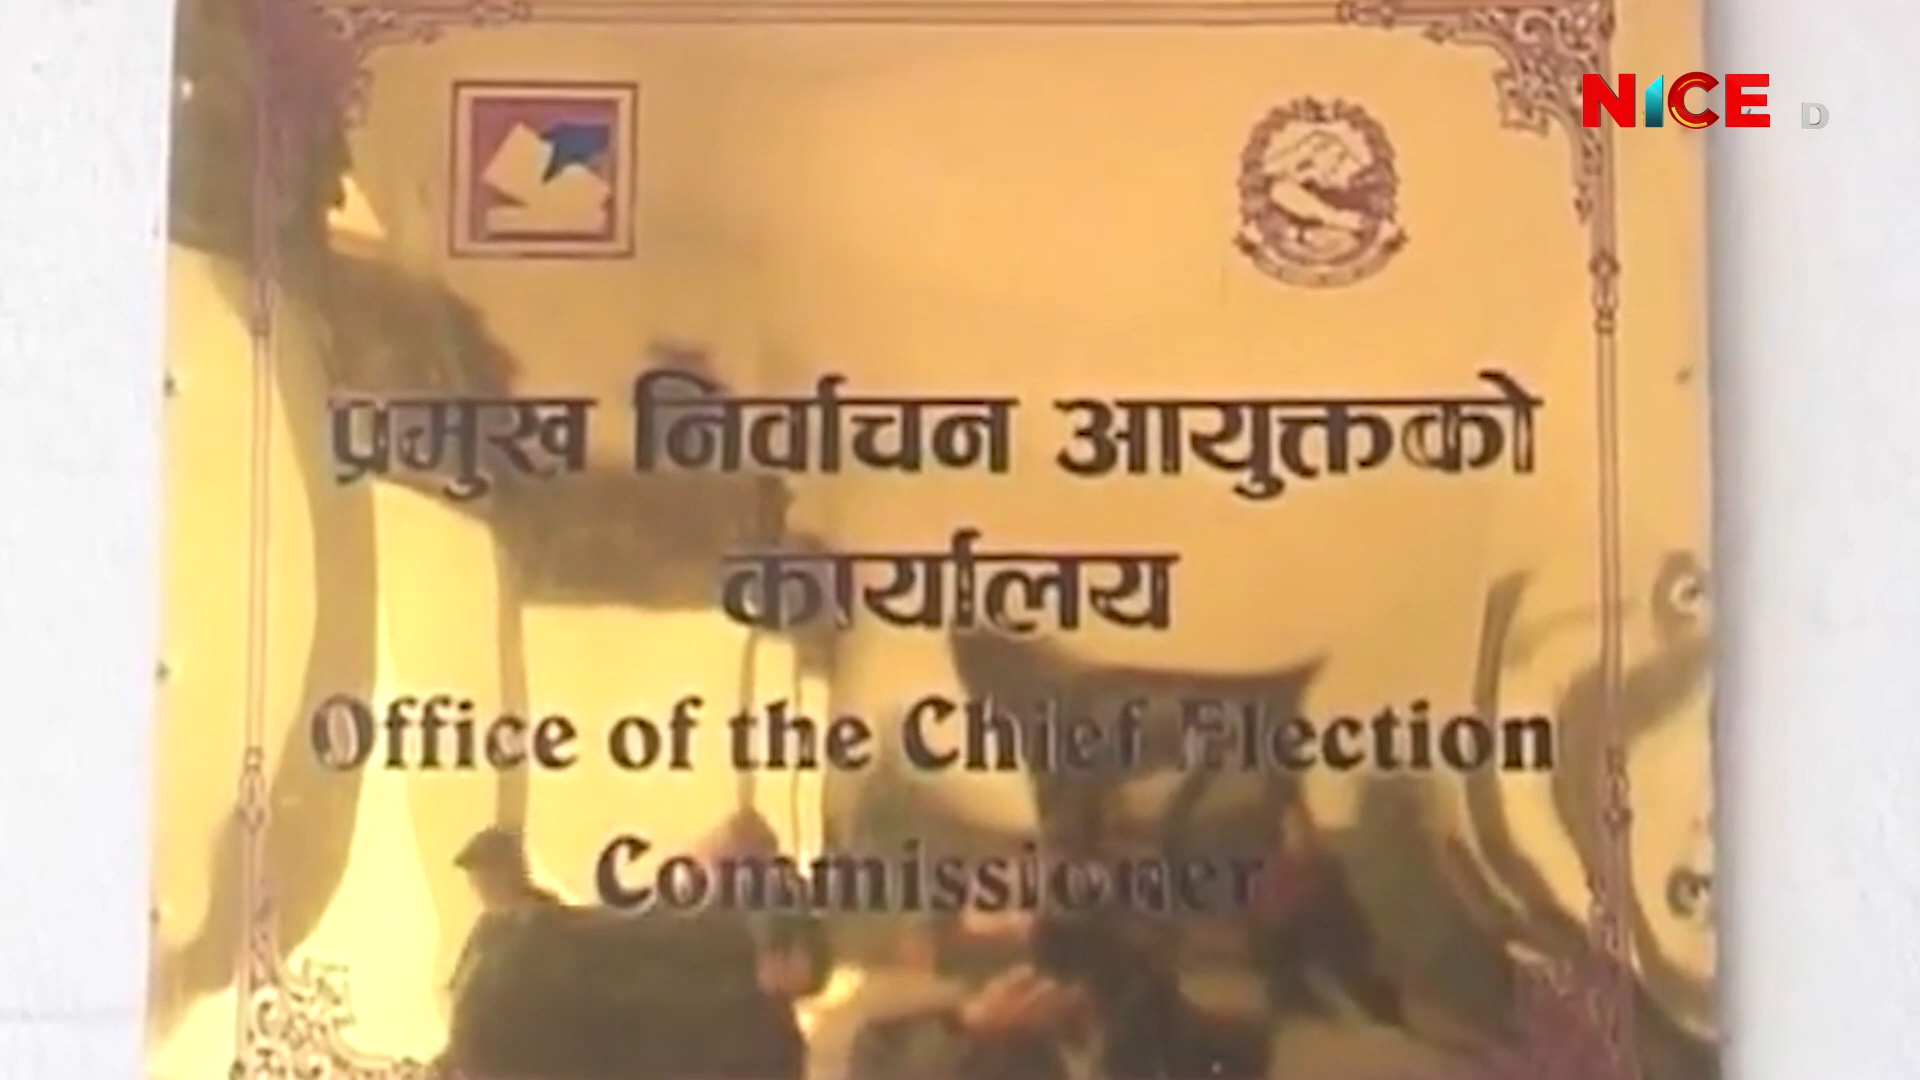 NICE D
प्रमुख निर्वाचन आयुक्तको
कार्यालय
Office of the Chief Election
Commissioner